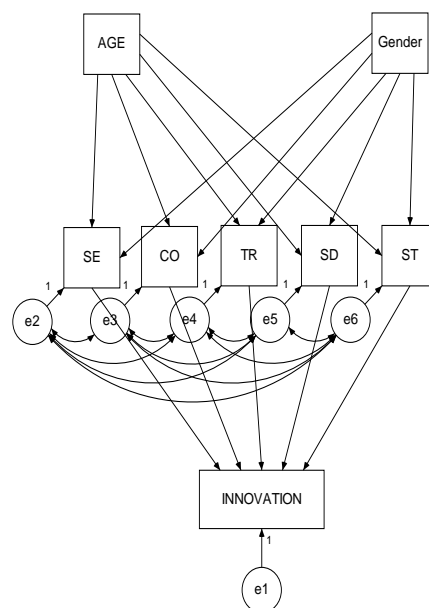 AGE Gender
SE CO TR SD ST
1 1 1 1 1
e2 e3 e4 e5 e6
INNOVATION
1
e1